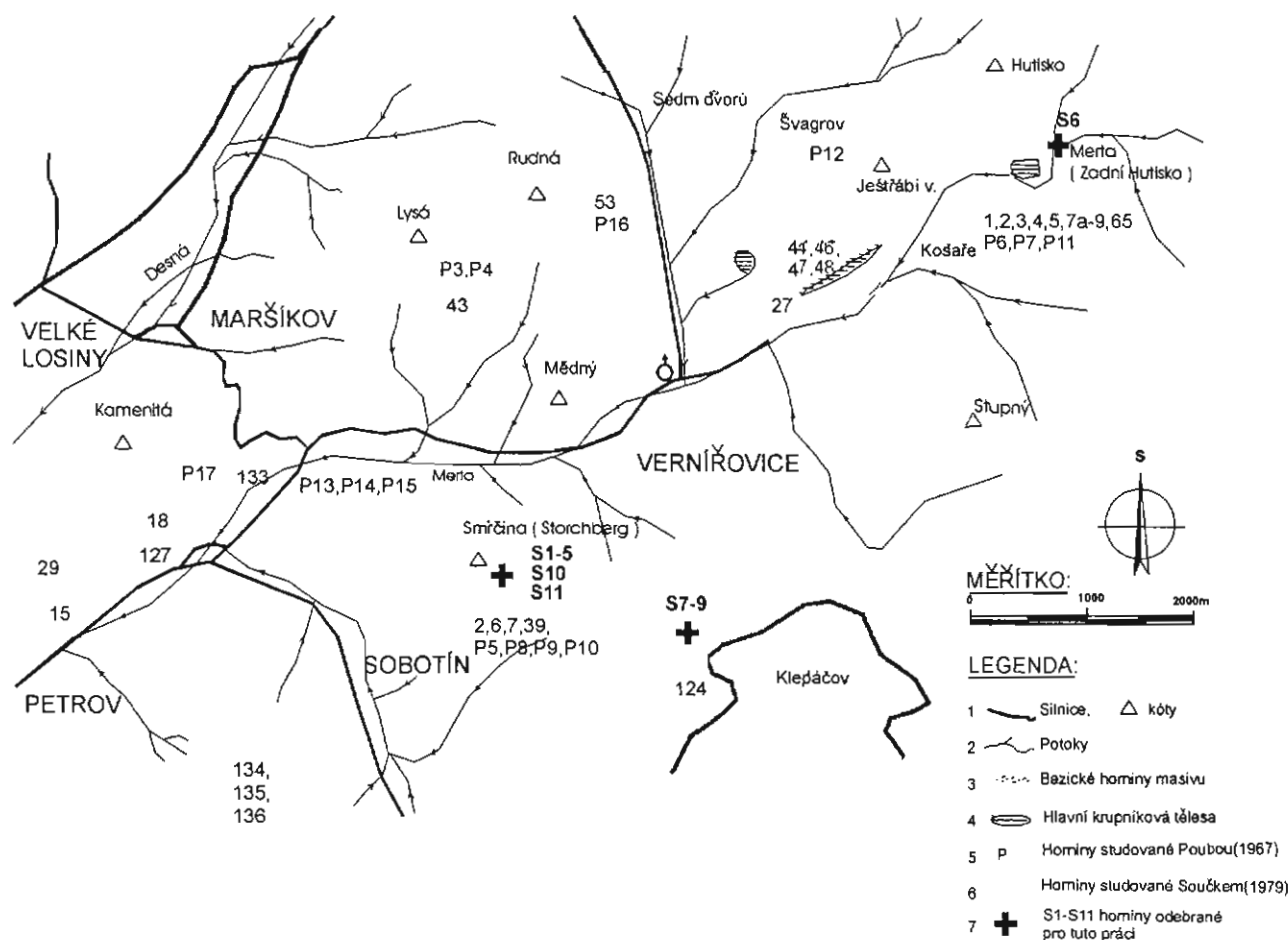 Hutisko
Sedm dvorů
Švagrov
S6
P12
Merta
( Zadní Hutisko )
Rudná
Ještřábi v.
Lysá
53
P16
1,2,3,4,5,7a-9,65
P6,P7,P11
44,46,
47,48
Košaře
Desná
P3,P4
43
27
VELKÉ
LOSINY
MARŠÍKOV
Mědný
Kamenitá
Stupný
VERNÍŘOVICE
P17
133
P13,P14,P15
Merta
S
18
127
Smrčina ( Storchberg )
S1-5
S10
S11
29
15
S7-9
2,6,7,39,
P5,P8,P9,P10
SOBOTÍN
PETROV
124
Klepáčov
134,
135,
136
MĚŘÍTKO:
0 1000 2000m
LEGENDA:
1 Silnice, kóty
2 Potoky
3 Bazické horniny masivu
4 Hlavní krupníková tělesa
5 P Horniny studované Poubou(1967)
6 Horniny studované Součkem(1979)
7 S1-S11 horniny odebrané
pro tuto práci